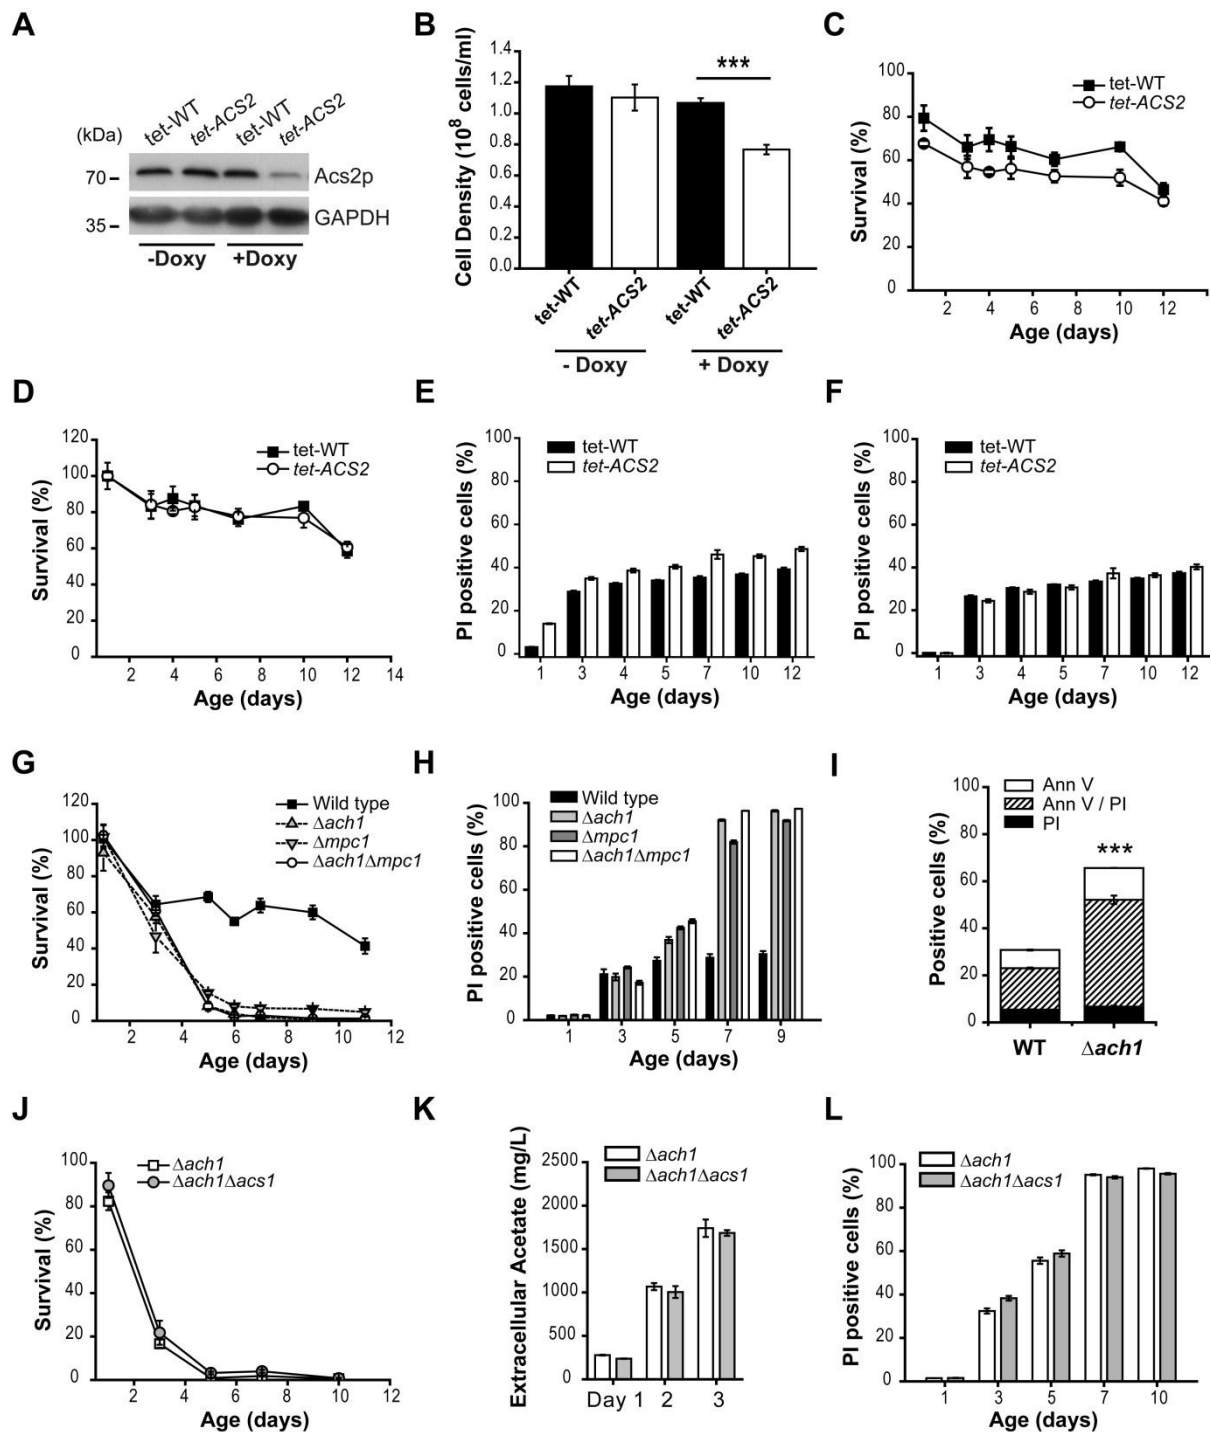 A
(kDa)
tet-WT
tet-ACS2
tet-WT
tet-ACS2
70
Acs2p
35
GAPDH
-Doxy
+Doxy
B
Cell Density (10⁸ cells/ml)
1.4
1.2
1.0
0.8
0.6
0.4
0.2
0.0
***
tet-WT
tet-ACS2
tet-WT
tet-ACS2
- Doxy
+ Doxy
C
Survival (%)
100
80
60
40
20
0
tet-WT
tet-ACS2
2 4 6 8 10 12
Age (days)
D
Survival (%)
120
100
80
60
40
20
0
tet-WT
tet-ACS2
2 4 6 8 10 12 14
Age (days)
E
PI positive cells (%)
100
80
60
40
20
0
tet-WT
tet-ACS2
1 3 4 5 7 10 12
Age (days)
F
PI positive cells (%)
100
80
60
40
20
0
tet-WT
tet-ACS2
1 3 4 5 7 10 12
Age (days)
G
Survival (%)
120
100
80
60
40
20
0
Wild type
Δach1
Δmpc1
Δach1Δmpc1
2 4 6 8 10 12
Age (days)
H
PI positive cells (%)
100
80
60
40
20
0
Wild type
Δach1
Δmpc1
Δach1Δmpc1
1 3 5 7 9
Age (days)
I
Positive cells (%)
100
80
60
40
20
0
Ann V
Ann V / PI
PI
***
WT
Δach1
J
Survival (%)
100
80
60
40
20
0
Δach1
Δach1Δacs1
2 4 6 8 10 12
Age (days)
K
Extracellular Acetate (mg/L)
2500
2000
1500
1000
500
0
Δach1
Δach1Δacs1
Day 1 2 3
L
PI positive cells (%)
100
80
60
40
20
0
Δach1
Δach1Δacs1
1 3 5 7 10
Age (days)